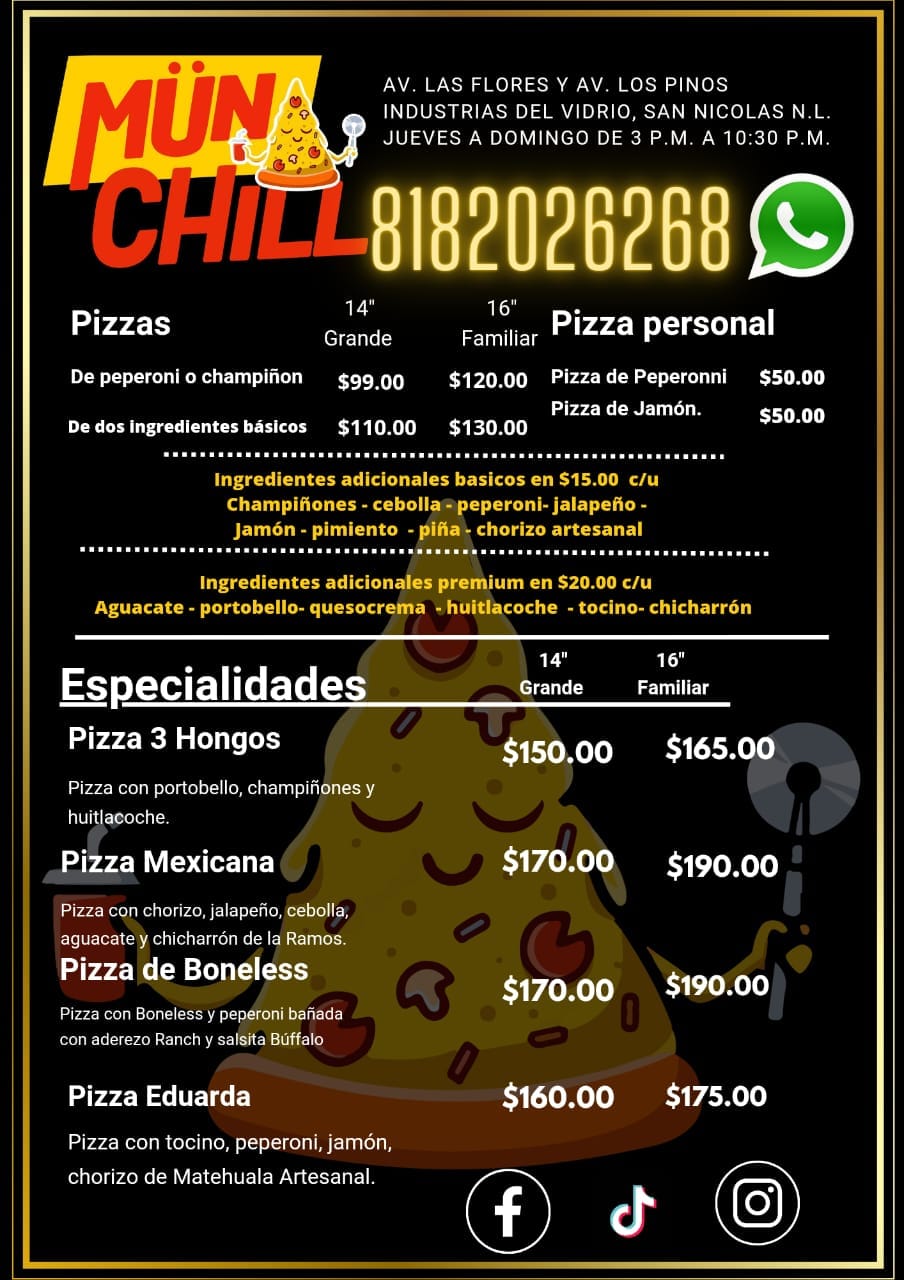 MÜN
CHiLL
AV. LAS FLORES Y AV. LOS PINOS
INDUSTRIAS DEL VIDRIO, SAN NICOLAS N.L.
JUEVES A DOMINGO DE 3 P.M. A 10:30 P.M.
8182026268
Pizzas 14" 16" Pizza personal
Grande Familiar
De peperoni o champiñon $99.00 $120.00 Pizza de Peperonni $50.00
Pizza de Jamón. $50.00
De dos ingredientes básicos $110.00 $130.00
Ingredientes adicionales basicos en $15.00 c/u
Champiñones - cebolla - peperoni- jalapeño -
Jamón - pimiento - piña - chorizo artesanal
Ingredientes adicionales premium en $20.00 c/u
Aguacate - portobello- quesocrema - huitlacoche - tocino- chicharrón
14" 16"
Especialidades Grande Familiar
Pizza 3 Hongos $150.00 $165.00
Pizza con portobello, champiñones y
huitlacoche.
Pizza Mexicana $170.00 $190.00
Pizza con chorizo, jalapeño, cebolla,
aguacate y chicharrón de la Ramos.
Pizza de Boneless $170.00 $190.00
Pizza con Boneless y peperoni bañada
con aderezo Ranch y salsita Búffalo
Pizza Eduarda $160.00 $175.00
Pizza con tocino, peperoni, jamón,
chorizo de Matehuala Artesanal.